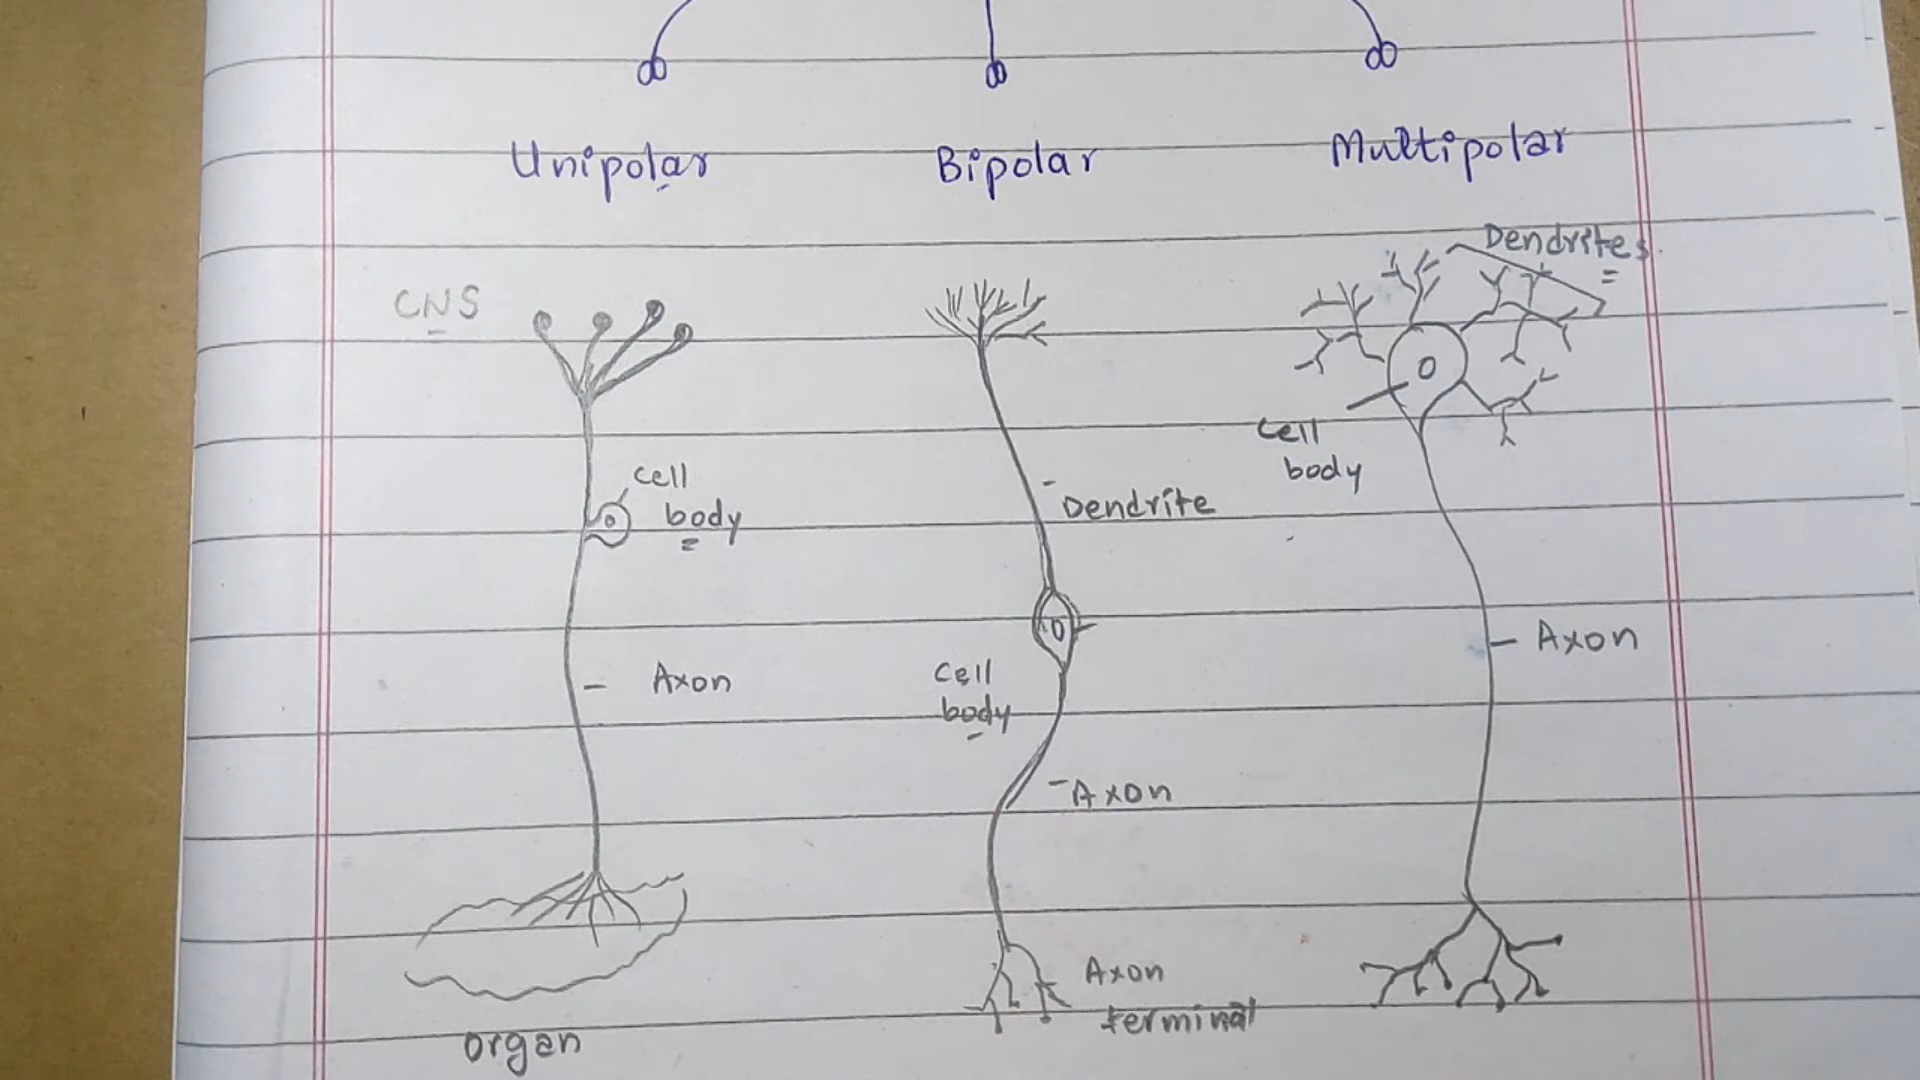 Unipolar
Bipolar
Multipolar
CNS
Dendrites
Cell
body
Cell
body
Dendrite
Axon
Cell
body
Axon
Axon
Axon
terminal
organ